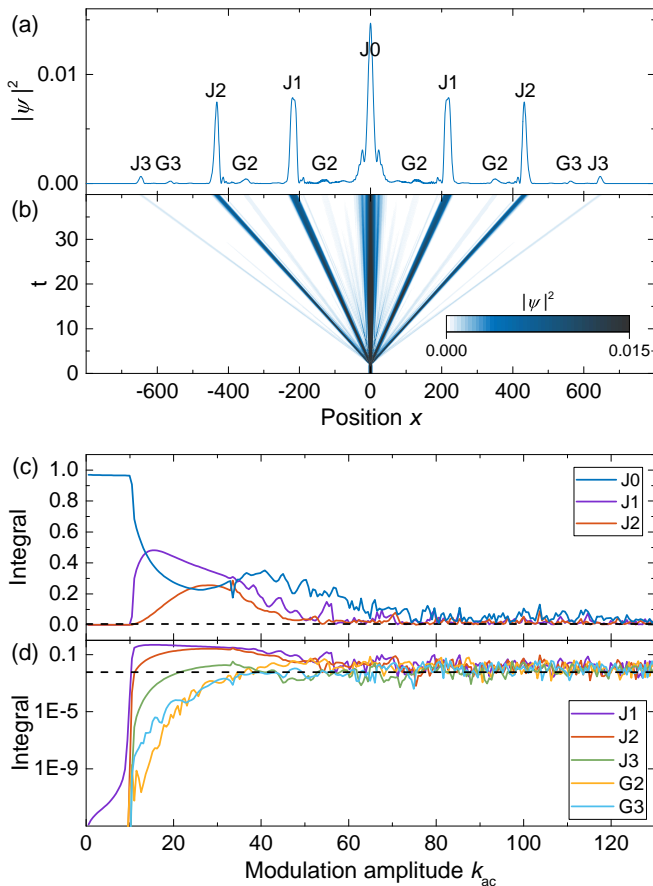 (a)
0.01
0.00
|ψ|²
J3 G3 J2 G2 J1 G2 J0 G2 J1 G2 J2 G3 J3
(b)
30
20
10
0
t
|ψ|²
0.000 0.015
-600 -400 -200 0 200 400 600
Position x
(c)
1.0
0.8
0.6
0.4
0.2
0.0
Integral
J0
J1
J2
(d)
0.1
1E-5
1E-9
Integral
J1
J2
J3
G2
G3
0 20 40 60 80 100 120
Modulation amplitude k_ac